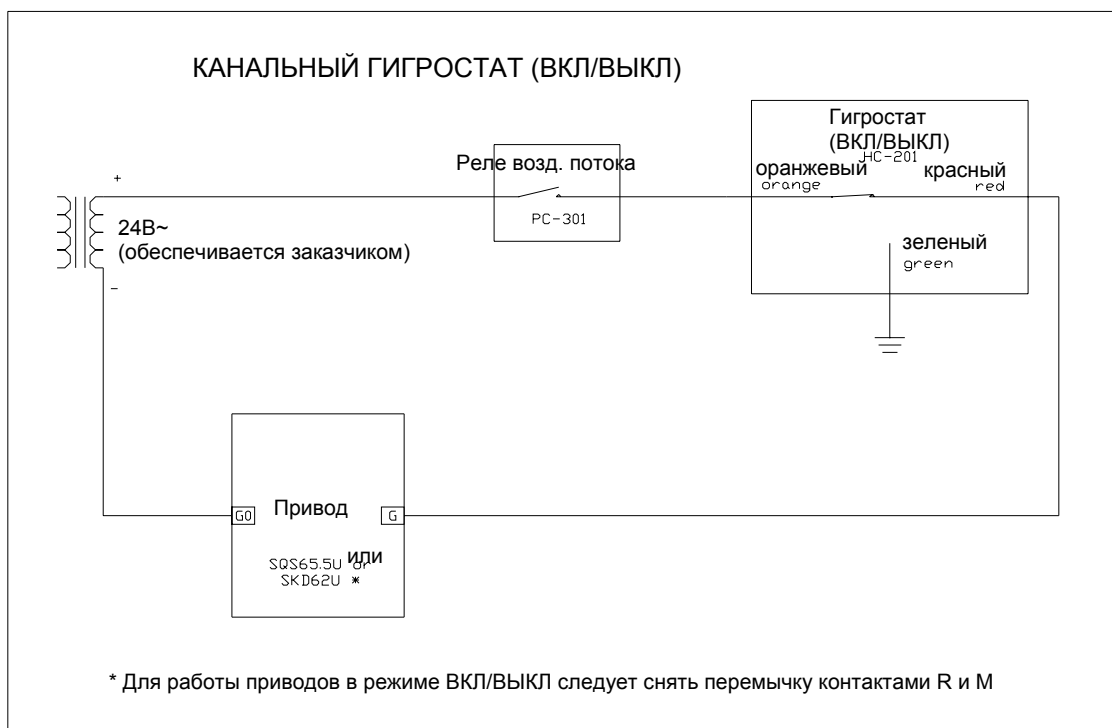 КАНАЛЬНЫЙ ГИГРОСТАТ (ВКЛ/ВЫКЛ)
Гигростат
(ВКЛ/ВЫКЛ)
HC-201
Реле возд. потока
оранжевый
orange
красный
red
+
PC-301
24В~
(обеспечивается заказчиком)
зеленый
green
–
G0
Привод
G
SQS65.5U or
или
SKD62U *
* Для работы приводов в режиме ВКЛ/ВЫКЛ следует снять перемычку контактами R и M